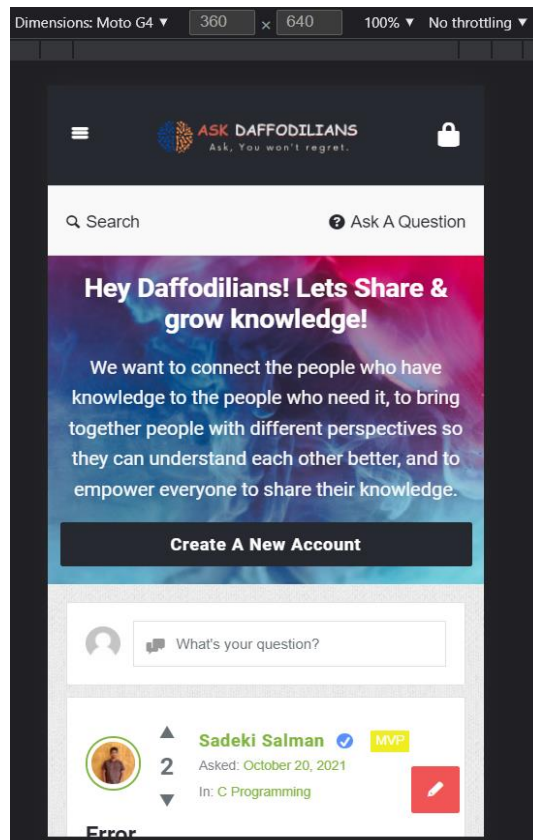 Dimensions: Moto G4 ▼ 360 × 640 100% ▼ No throttling ▼
ASK DAFFODILIANS
Ask, You won't regret.
Search Ask A Question
Hey Daffodilians! Lets Share &
grow knowledge!
We want to connect the people who have
knowledge to the people who need it, to bring
together people with different perspectives so
they can understand each other better, and to
empower everyone to share their knowledge.
Create A New Account
What's your question?
Sadeki Salman MVP
2 Asked: October 20, 2021
In: C Programming
Error